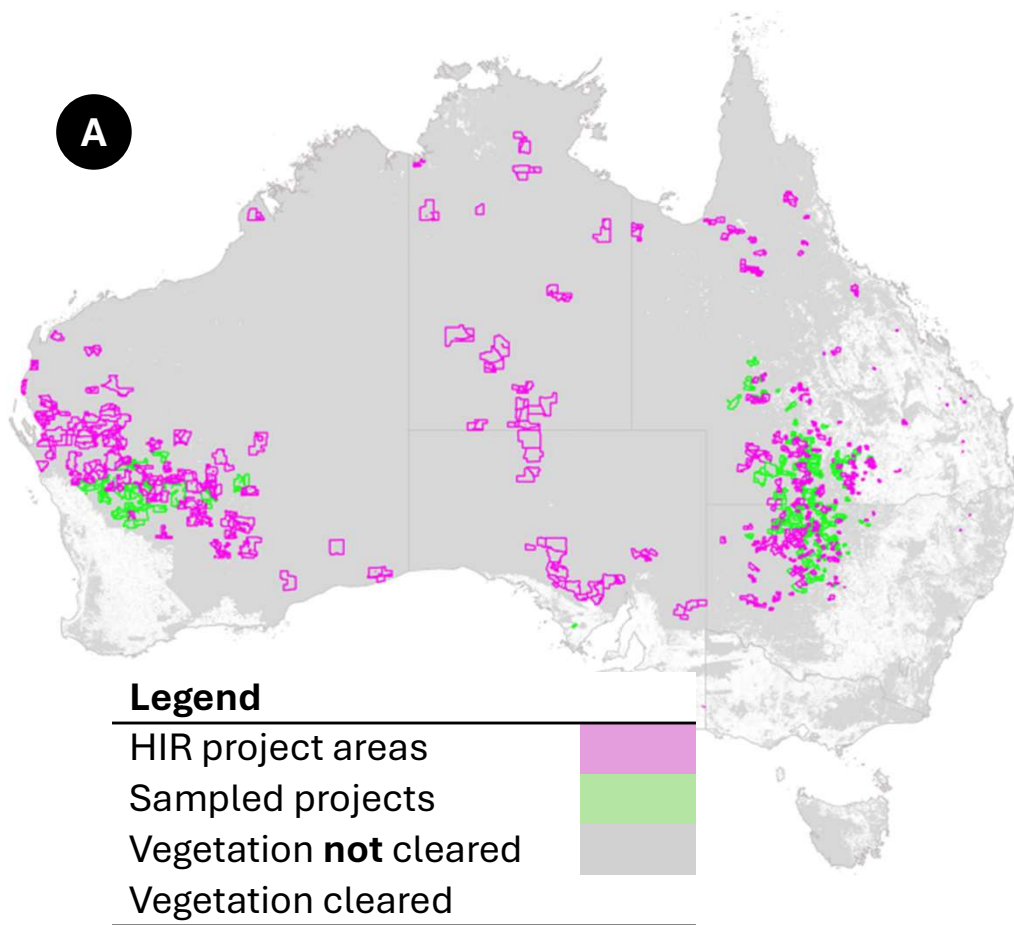 A
Legend
HIR project areas
Sampled projects
Vegetation not cleared
Vegetation cleared